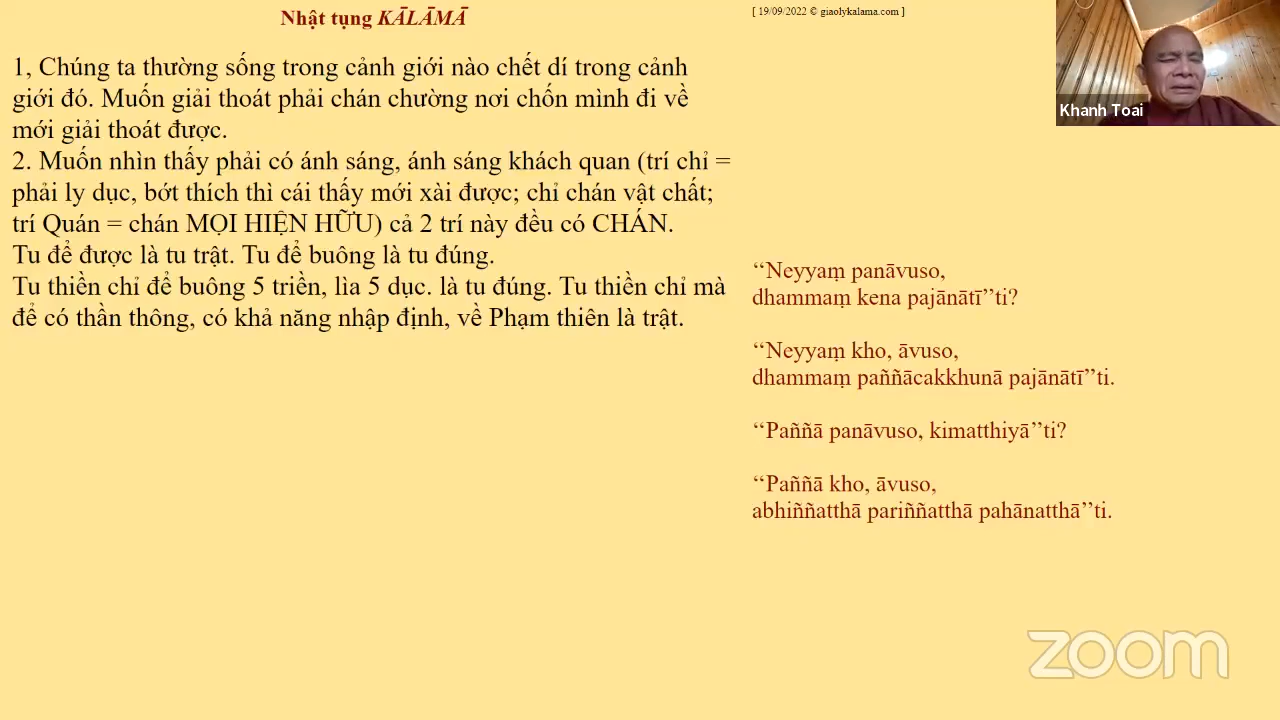 Nhật tụng KĀLĀMĀ
[ 19/09/2022 © giaolykalama.com ]
1, Chúng ta thường sống trong cảnh giới nào chết dí trong cảnh
giới đó. Muốn giải thoát phải chán chường nơi chốn mình đi về
mới giải thoát được.
2. Muốn nhìn thấy phải có ánh sáng, ánh sáng khách quan (trí chỉ =
phải ly dục, bớt thích thì cái thấy mới xài được; chỉ chán vật chất;
trí Quán = chán MỌI HIỆN HỮU) cả 2 trí này đều có CHÁN.
Tu để được là tu trật. Tu để buông là tu đúng.
Tu thiền chỉ để buông 5 triền, lìa 5 dục. là tu đúng. Tu thiền chỉ mà
để có thần thông, có khả năng nhập định, về Phạm thiên là trật.
‘‘Neyyaṃ panāvuso,
dhammaṃ kena pajānātī’’ti?
‘‘Neyyaṃ kho, āvuso,
dhammaṃ paññācakkhunā pajānātī’’ti.
‘‘Paññā panāvuso, kimatthiyā’’ti?
‘‘Paññā kho, āvuso,
abhiññatthā pariññatthā pahānatthā’’ti.
Khanh Toai
zoom